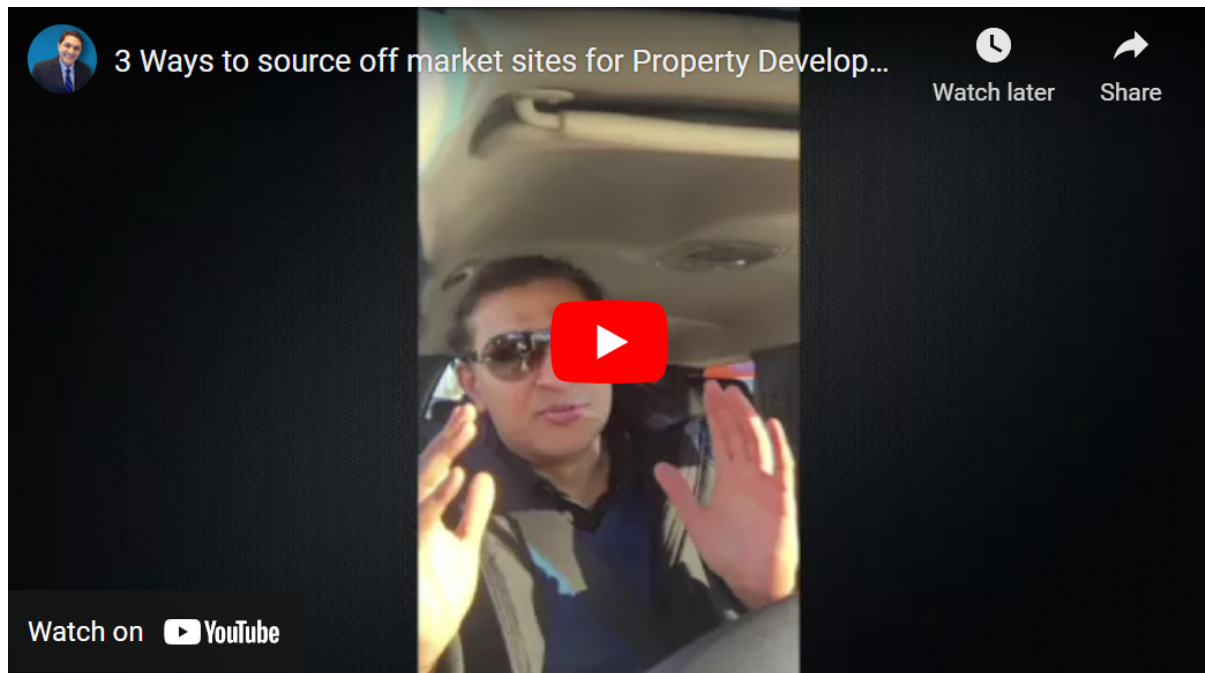 3 Ways to source off market sites for Property Develop...
Watch later
Share
Watch on YouTube